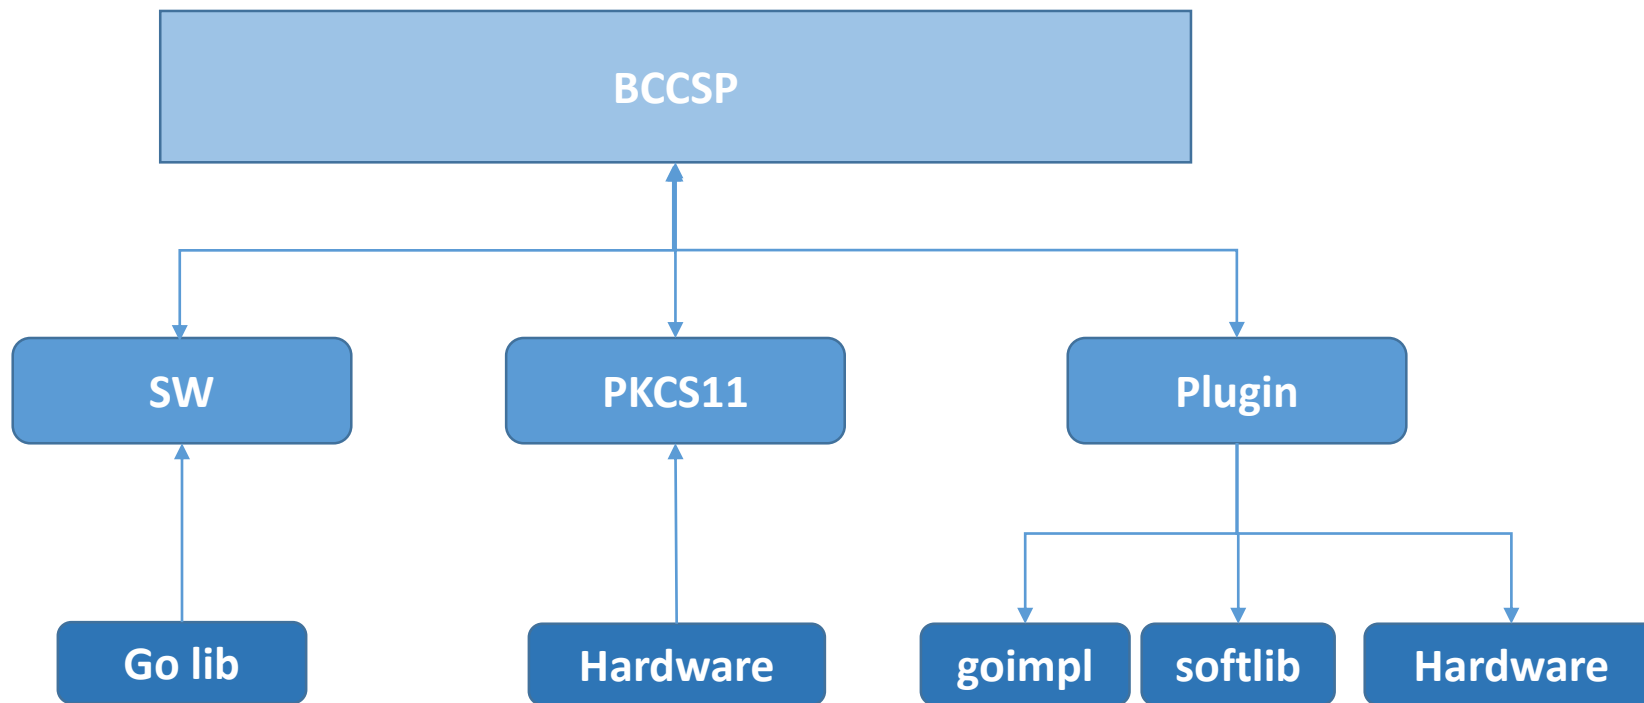 BCCSP
SW
PKCS11
Plugin
Go lib
Hardware
goimpl
softlib
Hardware